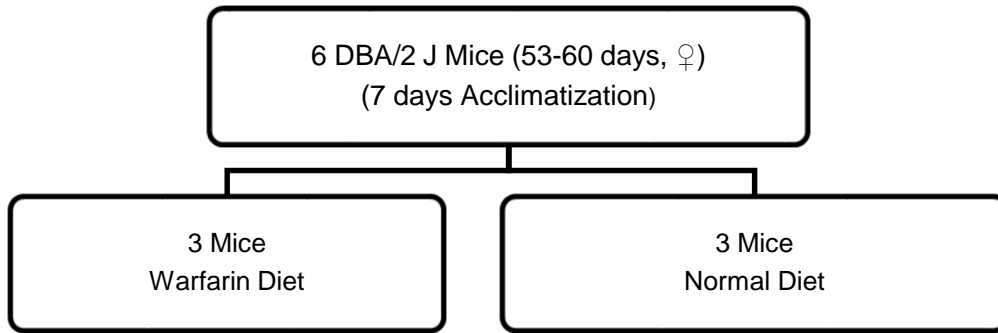 6 DBA/2 J Mice (53-60 days, ♀)
(7 days Acclimatization)
3 Mice
Warfarin Diet
3 Mice
Normal Diet